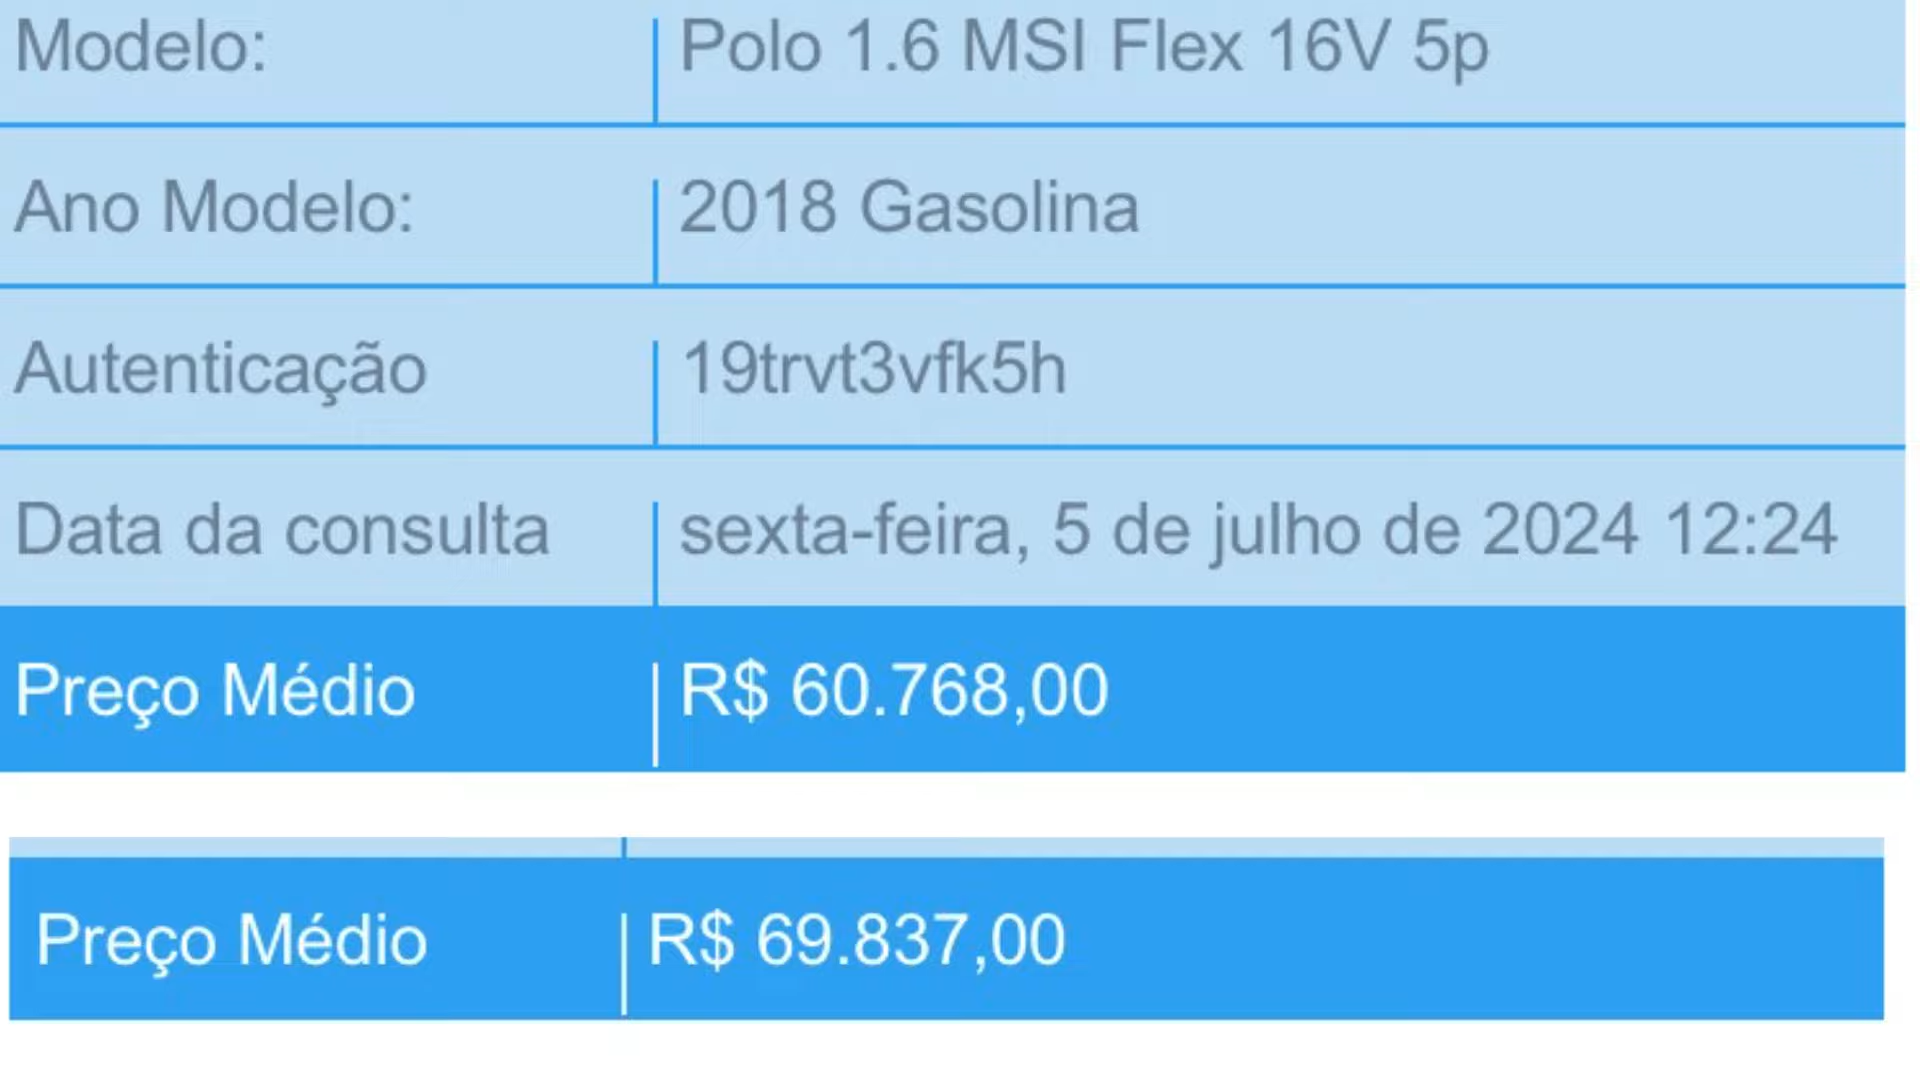 Modelo: Polo 1.6 MSI Flex 16V 5p
Ano Modelo: 2018 Gasolina
Autenticação 19trvt3vfk5h
Data da consulta sexta-feira, 5 de julho de 2024 12:24
Preço Médio R$ 60.768,00
Preço Médio R$ 69.837,00